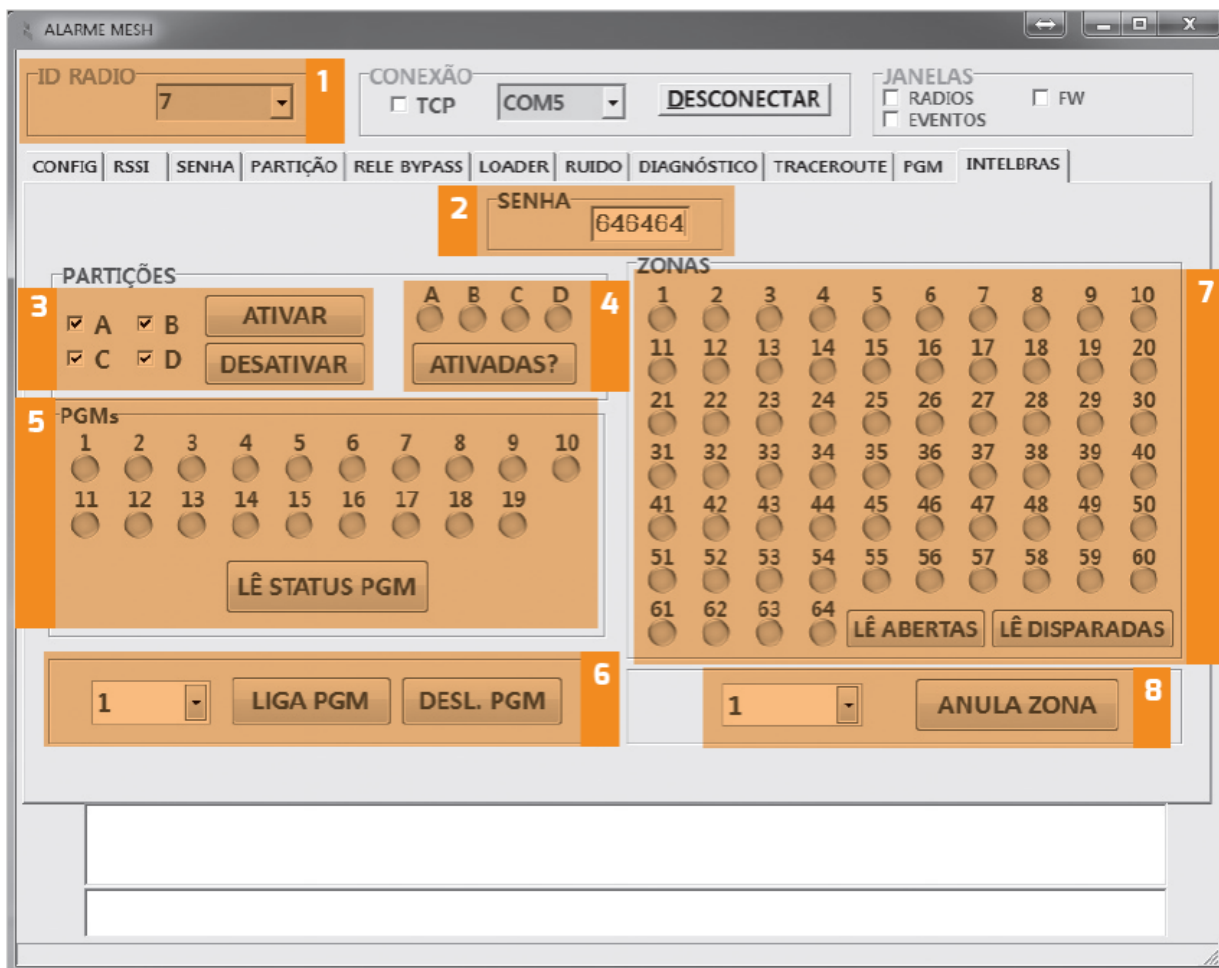 ALARME MESH
ID RADIO
7
1
CONEXÃO
TCP
COM5
DESCONECTAR
JANELAS
RADIOS
FW
EVENTOS
CONFIG RSSI SENHA PARTIÇÃO RELE BYPASS LOADER RUIDO DIAGNÓSTICO TRACEROUTE PGM INTELBRAS
2
SENHA
646464
PARTIÇÕES
3
A B
C D
ATIVAR
DESATIVAR
A B C D
4
ATIVADAS?
5
PGMs
1 2 3 4 5 6 7 8 9 10
11 12 13 14 15 16 17 18 19
LÊ STATUS PGM
6
1
LIGA PGM
DESL. PGM
ZONAS
7
1 2 3 4 5 6 7 8 9 10
11 12 13 14 15 16 17 18 19 20
21 22 23 24 25 26 27 28 29 30
31 32 33 34 35 36 37 38 39 40
41 42 43 44 45 46 47 48 49 50
51 52 53 54 55 56 57 58 59 60
61 62 63 64
LÊ ABERTAS
LÊ DISPARADAS
1
ANULA ZONA
8